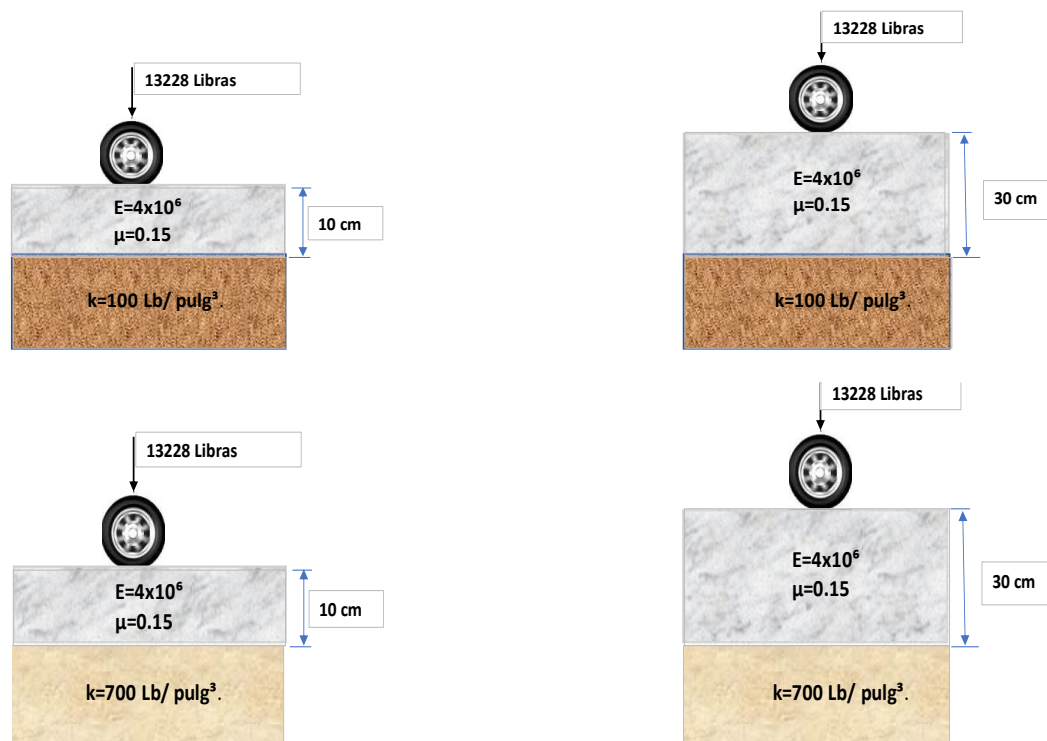 13228 Libras
E=4x10⁶
μ=0.15
10 cm
k=100 Lb/ pulg³.
13228 Libras
E=4x10⁶
μ=0.15
30 cm
k=100 Lb/ pulg³.
13228 Libras
E=4x10⁶
μ=0.15
10 cm
k=700 Lb/ pulg³.
13228 Libras
E=4x10⁶
μ=0.15
30 cm
k=700 Lb/ pulg³.